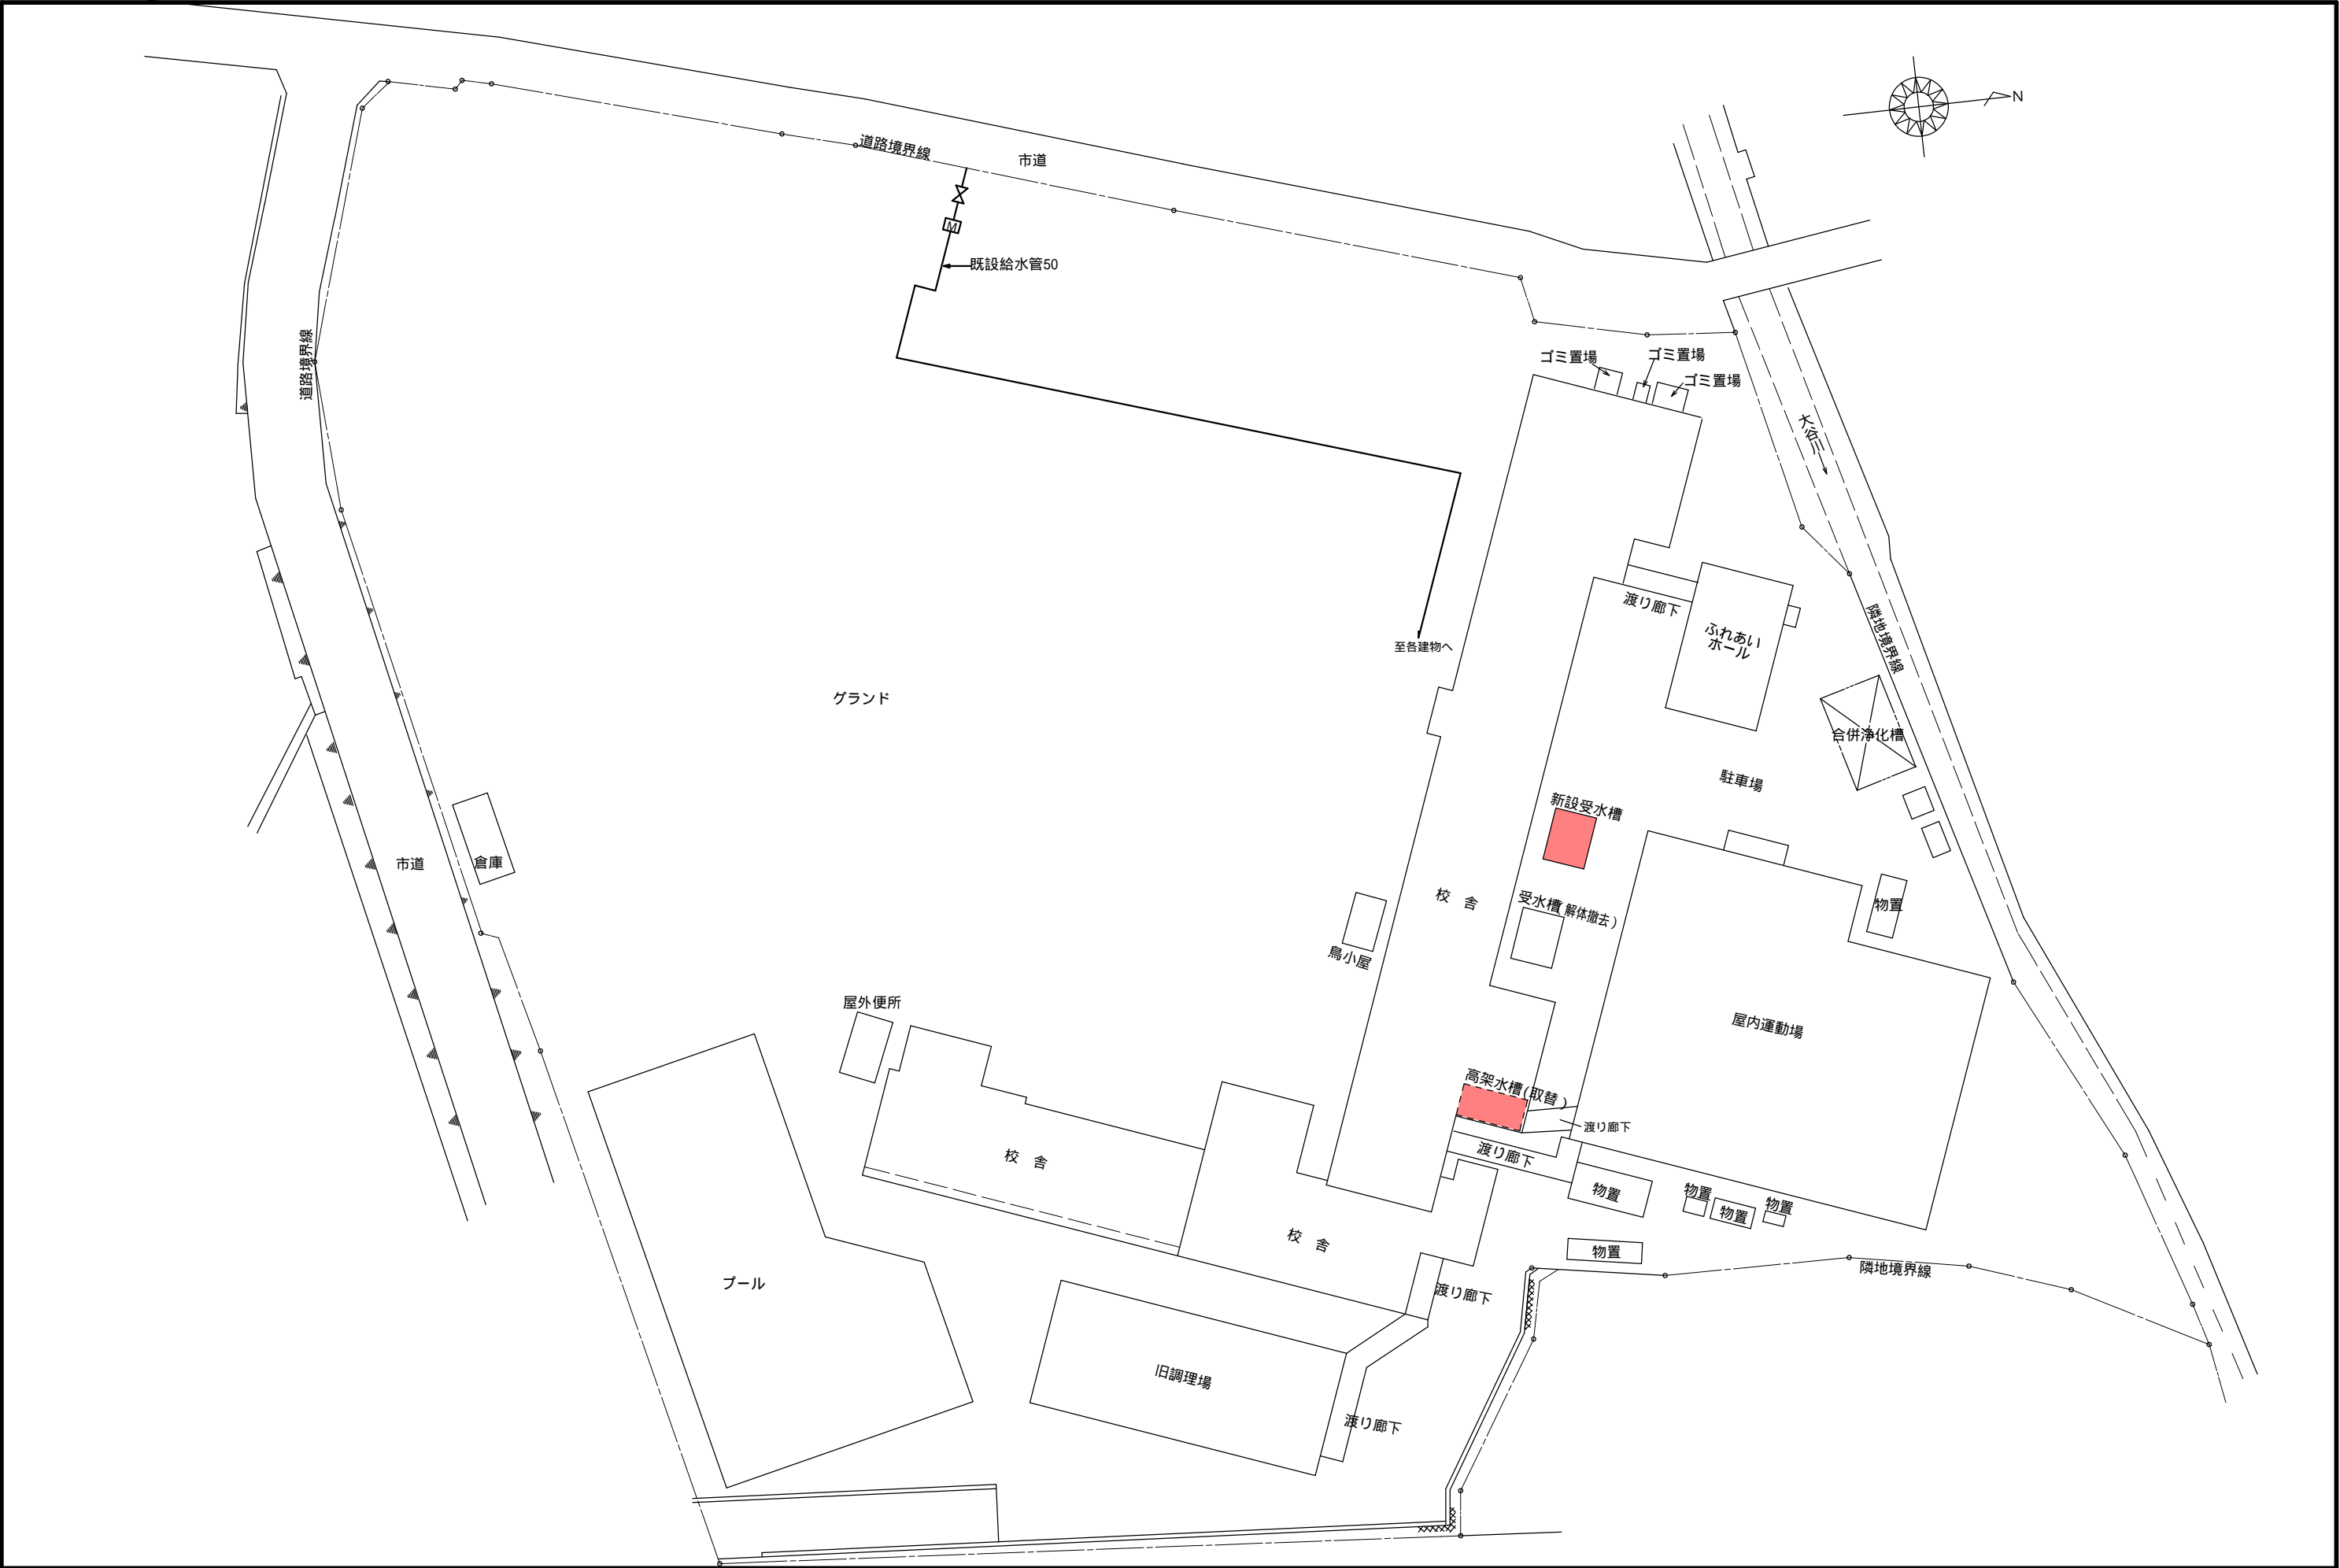 N
道路境界線
市道
M
既設給水管50
道路境界線
ゴミ置場
ゴミ置場
ゴミ置場
大谷川
渡り廊下
ふれあい
ホール
隣地境界線
至各建物へ
グランド
合併浄化槽
駐車場
新設受水槽
市道
倉庫
校 舎
受水槽(解体撤去)
物置
鳥小屋
屋外便所
屋内運動場
高架水槽(取替)
渡り廊下
渡り廊下
校 舎
物置
物置
物置
物置
校 舎
物置
隣地境界線
プール
渡り廊下
旧調理場
渡り廊下